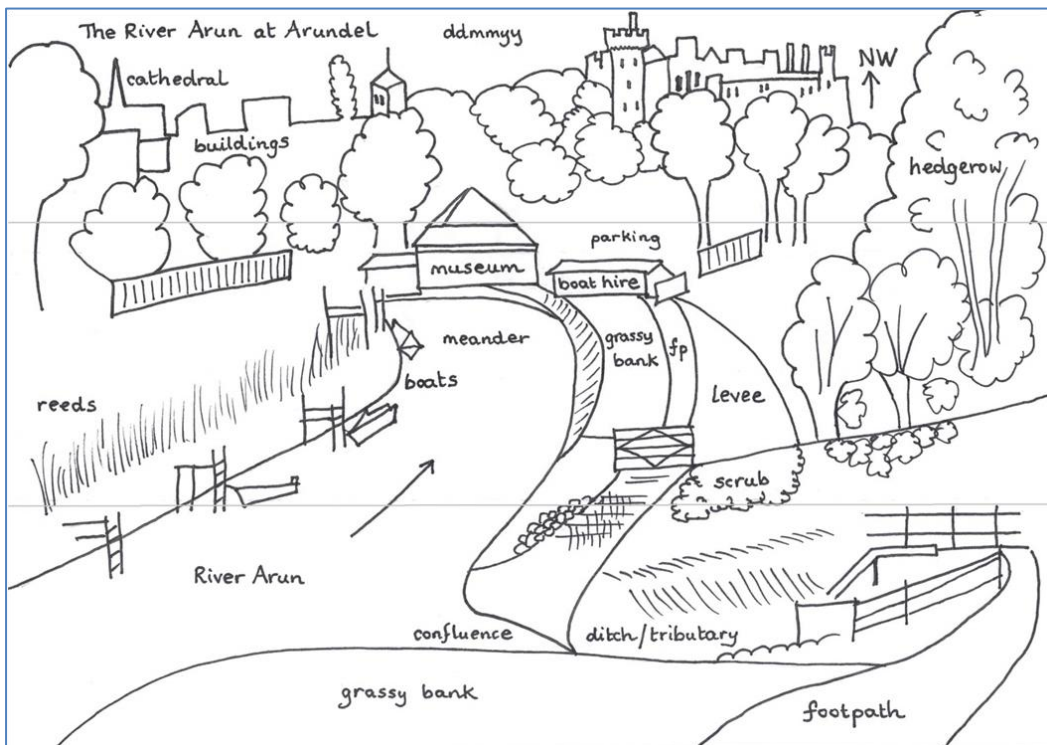 The River Arun at Arundel
ddmmyy
cathedral
NW
buildings
hedgerow
parking
museum
boat hire
meander
grassy
bank
fp
boats
levee
reeds
scrub
River Arun
confluence
ditch/tributary
grassy bank
footpath